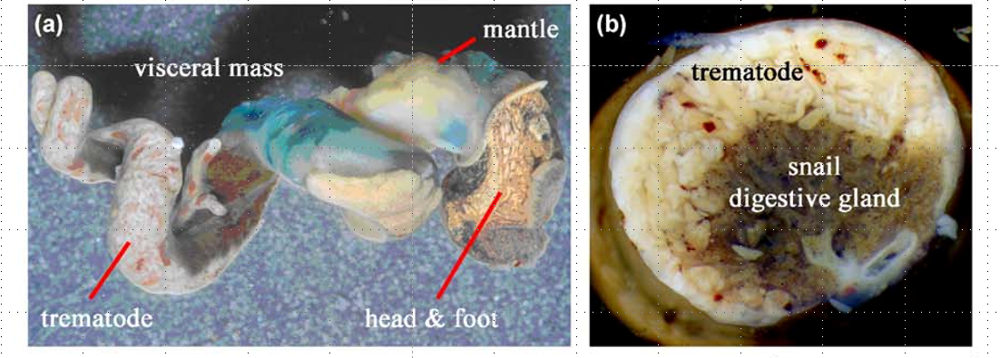 (a)
mantle
visceral mass
trematode
head & foot
(b)
trematode
snail
digestive gland